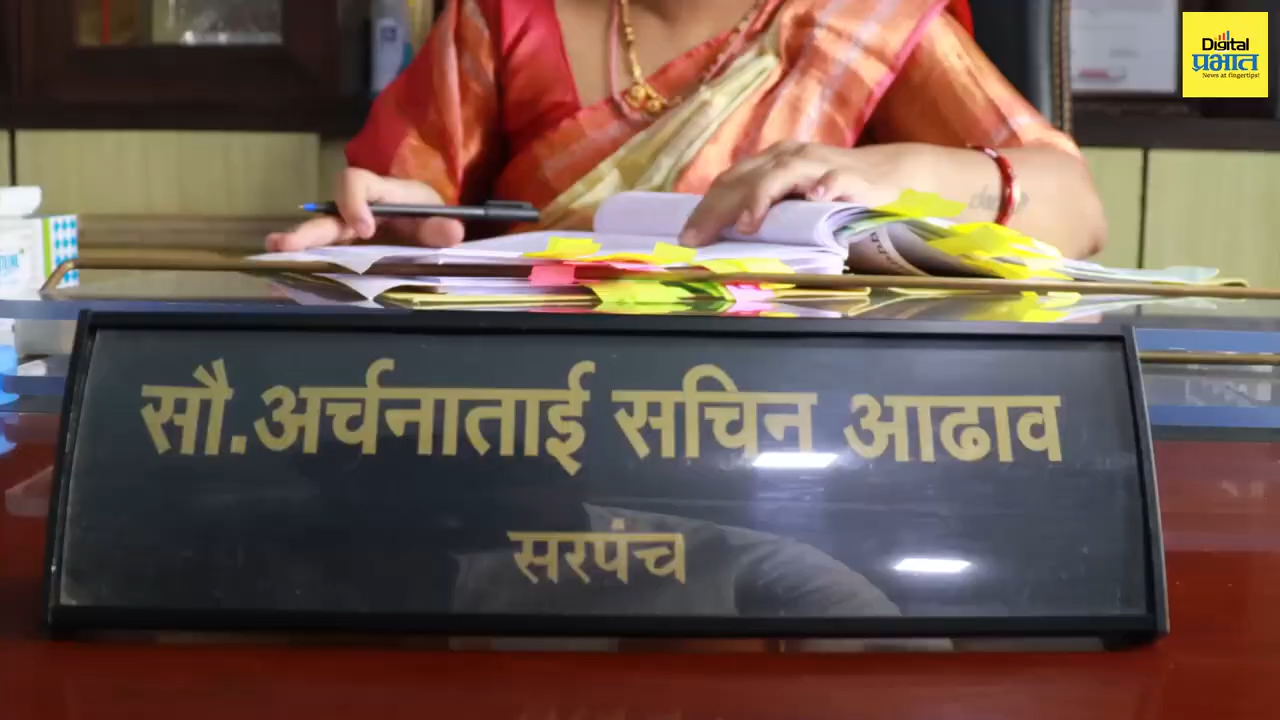 Digital
प्रभात
News at fingertips!
सौ.अर्चनाताई सचिन आढाव
सरपंच